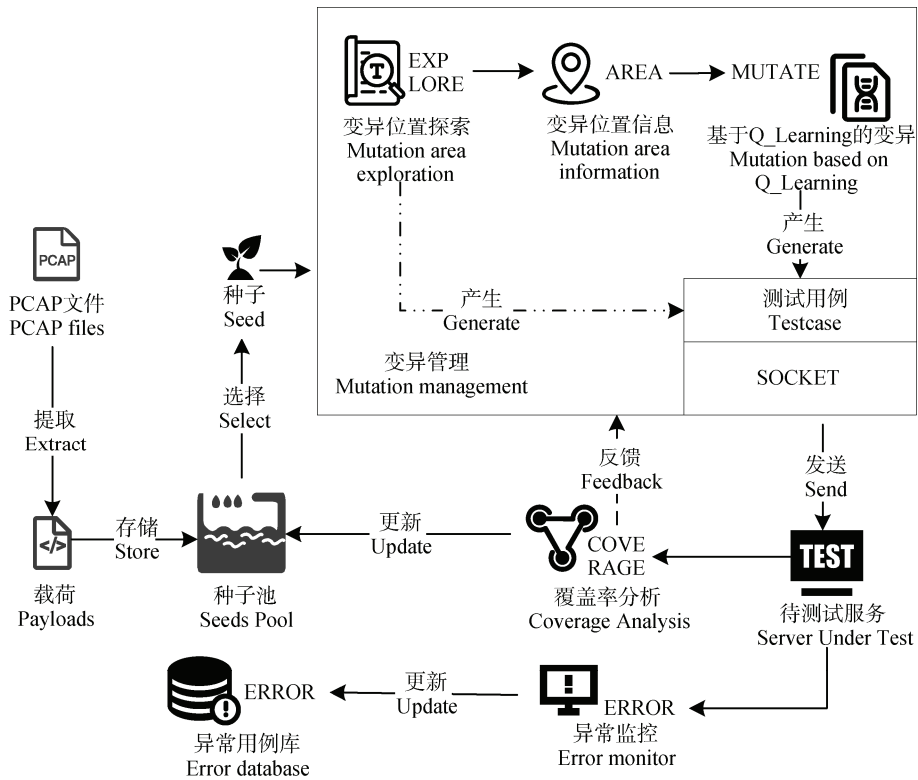 EXP
LORE
AREA
MUTATE
变异位置探索
Mutation area
exploration
变异位置信息
Mutation area
information
基于Q_Learning的变异
Mutation based on
Q_Learning
产生
Generate
PCAP
PCAP文件
PCAP files
种子
Seed
产生
Generate
测试用例
Testcase
变异管理
Mutation management
SOCKET
提取
Extract
选择
Select
反馈
Feedback
发送
Send
</>
载荷
Payloads
存储
Store
种子池
Seeds Pool
更新
Update
COVE
RAGE
覆盖率分析
Coverage Analysis
TEST
待测试服务
Server Under Test
ERROR
异常用例库
Error database
更新
Update
ERROR
异常监控
Error monitor